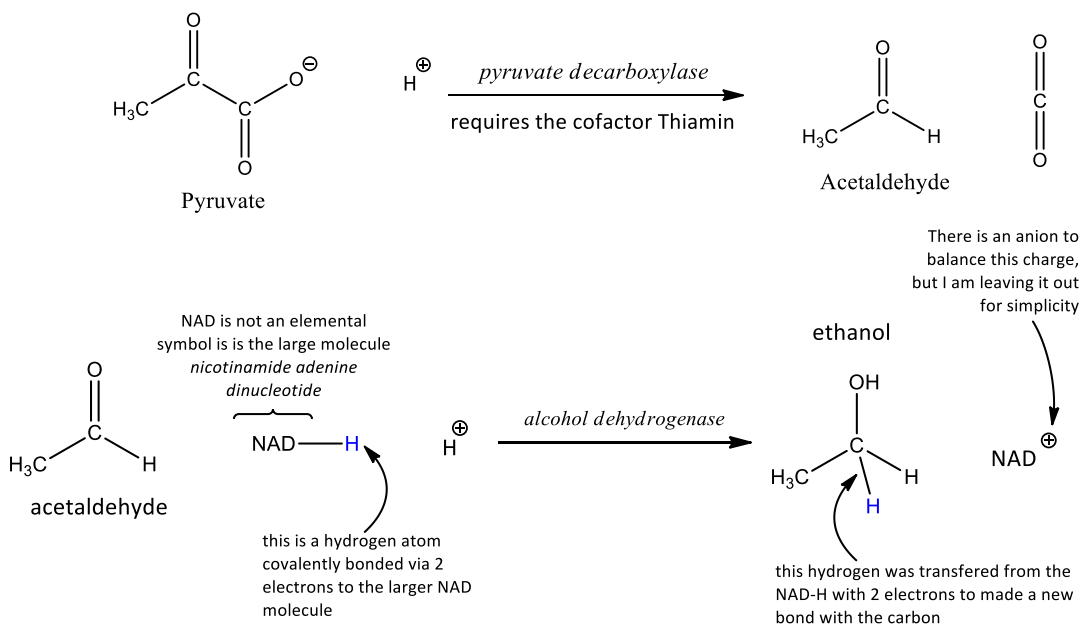 O
C
O⊖
H₃C
C
O
Pyruvate
H⊕
pyruvate decarboxylase
requires the cofactor Thiamin
O
C
H₃C
H
Acetaldehyde
O
C
O
There is an anion to
balance this charge,
but I am leaving it out
for simplicity
NAD is not an elemental
symbol is is the large molecule
nicotinamide adenine
dinucleotide
O
C
H₃C
H
acetaldehyde
NAD—H
H⊕
alcohol dehydrogenase
ethanol
OH
C
H₃C
H
H
NAD⊕
this is a hydrogen atom
covalently bonded via 2
electrons to the larger NAD
molecule
this hydrogen was transfered from the
NAD-H with 2 electrons to made a new
bond with the carbon